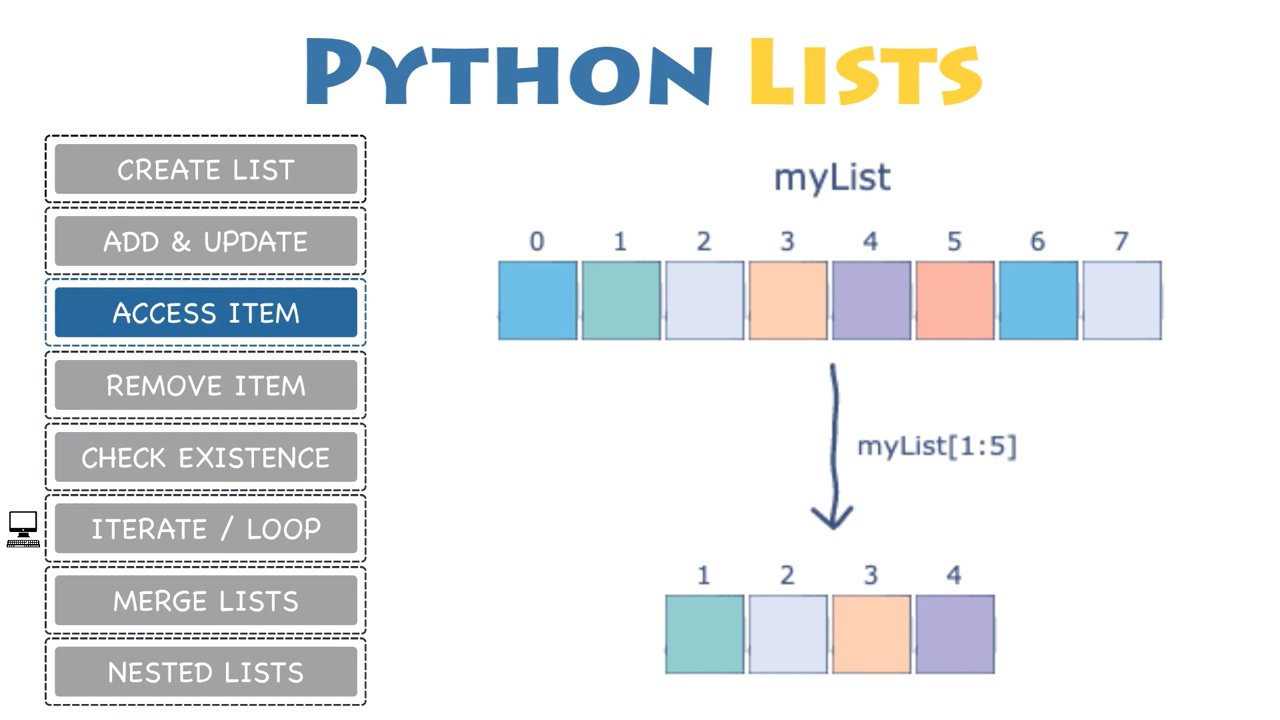 PYTHON LISTS
CREATE LIST
ADD & UPDATE
ACCESS ITEM
REMOVE ITEM
CHECK EXISTENCE
ITERATE / LOOP
MERGE LISTS
NESTED LISTS
myList
0 1 2 3 4 5 6 7
myList[1:5]
1 2 3 4